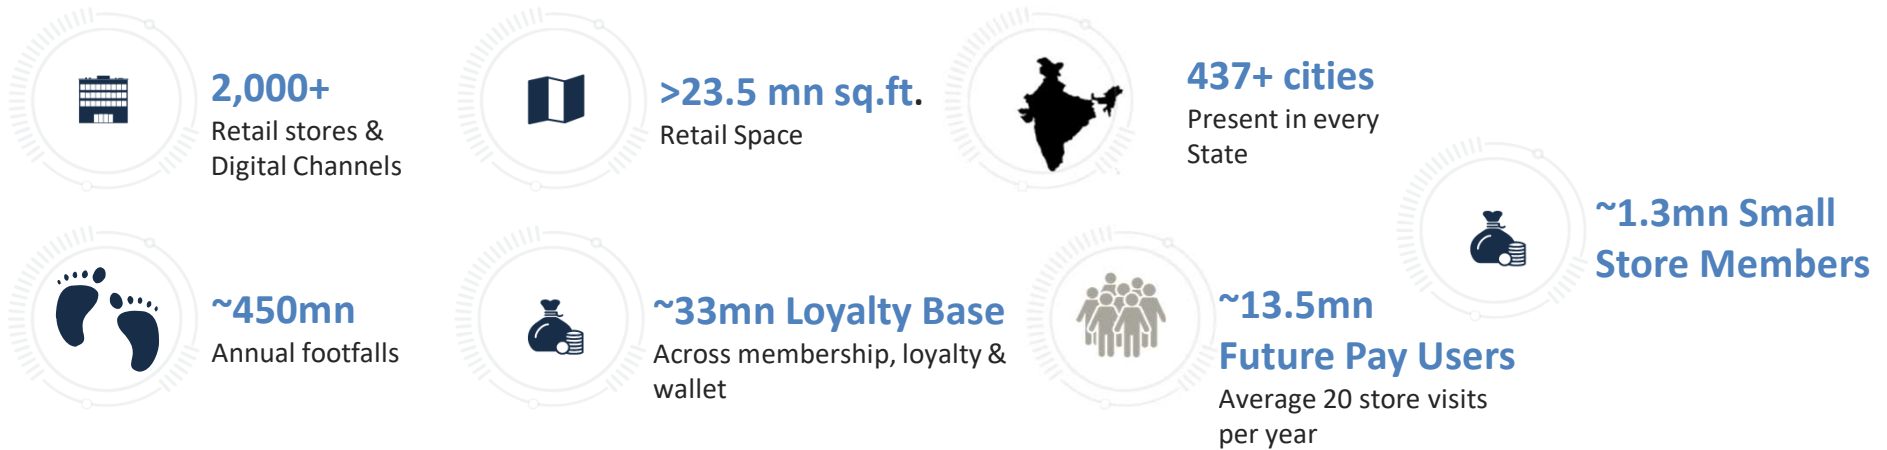 2,000+
Retail stores &
Digital Channels
>23.5 mn sq.ft.
Retail Space
437+ cities
Present in every
State
~1.3mn Small
Store Members
~450mn
Annual footfalls
~33mn Loyalty Base
Across membership, loyalty &
wallet
~13.5mn
Future Pay Users
Average 20 store visits
per year